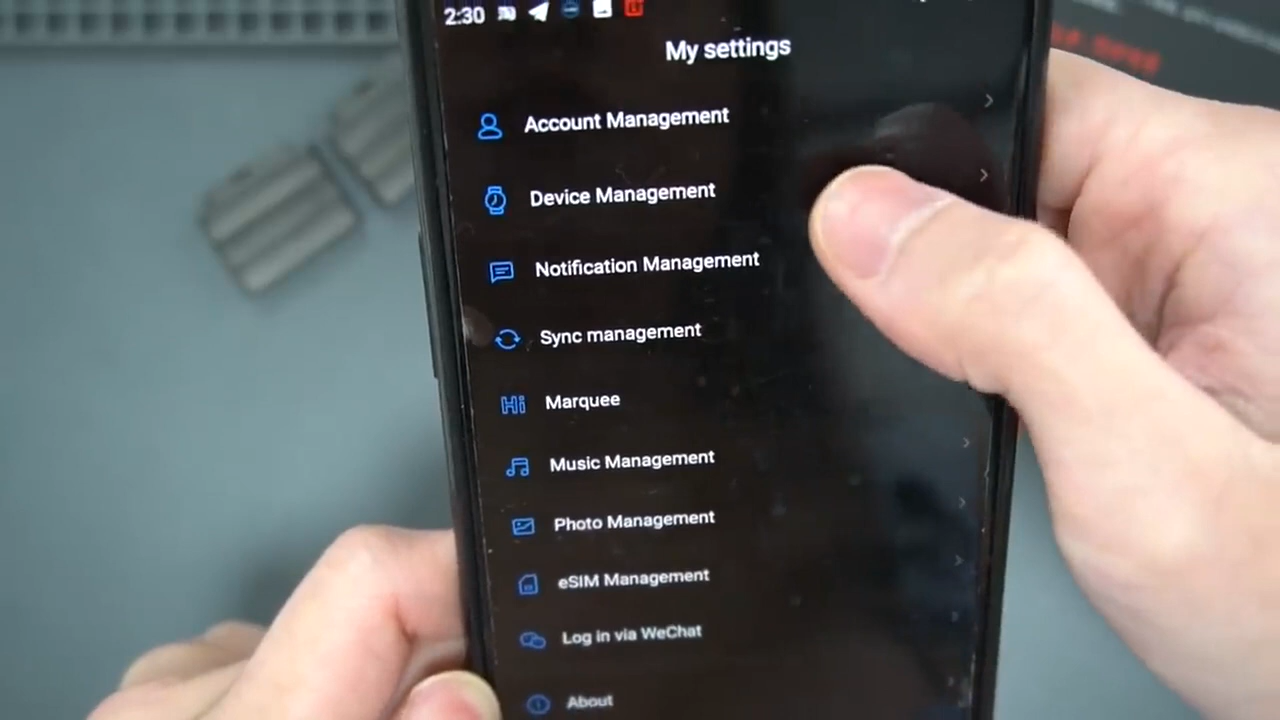 2:30
My settings
Account Management
Device Management
Notification Management
Sync management
Hi
Marquee
Music Management
Photo Management
eSIM Management
Log in via WeChat
About